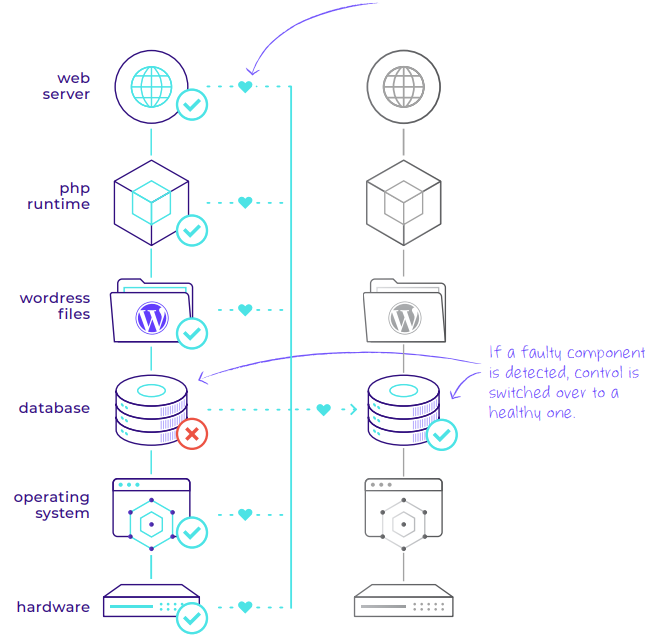 web
server
php
runtime
wordress
files
If a faulty component
is detected, control is
switched over to a
healthy one.
database
operating
system
hardware